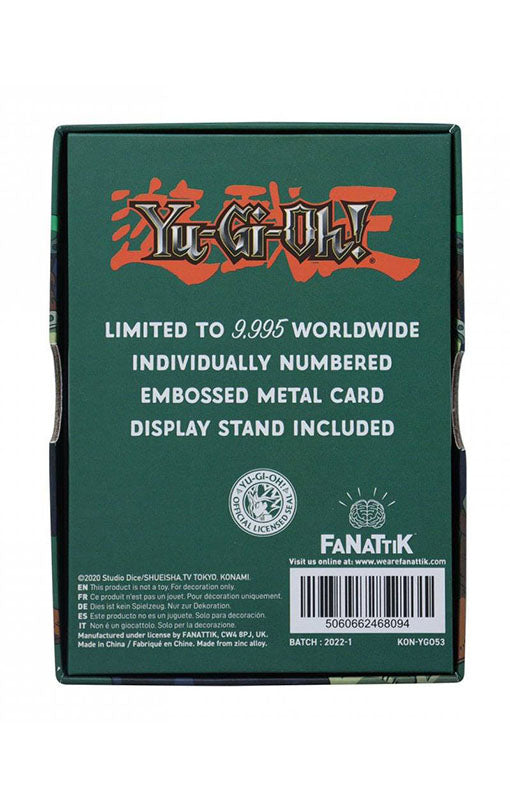 遊戯王
Yu-Gi-Oh!®
LIMITED TO 9,995 WORLDWIDE
INDIVIDUALLY NUMBERED
EMBOSSED METAL CARD
DISPLAY STAND INCLUDED
YU-GI-OH!
OFFICIAL LICENSED SEAL
FANATTIK
Visit us online at: www.wearefanattik.com
©2020 Studio Dice/SHUEISHA,TV TOKYO, KONAMI.
EN This product is not a toy. For decoration only.
FR Ce produit n'est pas un jouet. Pour décoration uniquement.
DE Dies ist kein Spielzeug. Nur zur Dekoration.
ES Este producto no es un juguete. Solo para decoración.
IT Non è un giocattolo. Solo per la decorazione.
Manufactured under license by FANATTIK, CW4 8PJ, UK.
Made in China / Fabriqué en Chine. Made from zinc alloy.
5060662468094
BATCH : 2022-1 KON-YGO53